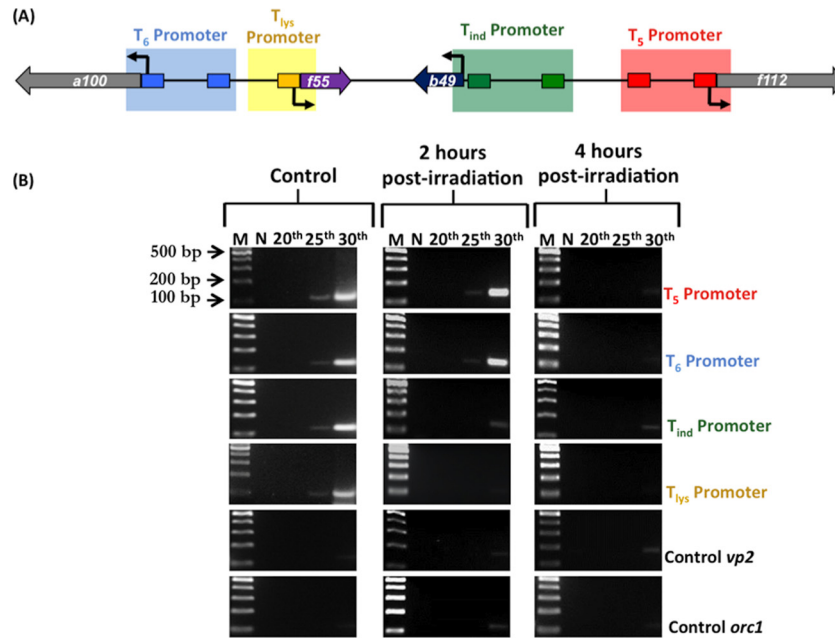 (A)
T6 Promoter
Tlys Promoter
Tind Promoter
T5 Promoter
a100
f55
b49
f112
(B)
Control
2 hours post-irradiation
4 hours post-irradiation
M N 20th 25th 30th
M N 20th 25th 30th
M N 20th 25th 30th
500 bp
200 bp
100 bp
T5 Promoter
T6 Promoter
Tind Promoter
Tlys Promoter
Control vp2
Control orc1